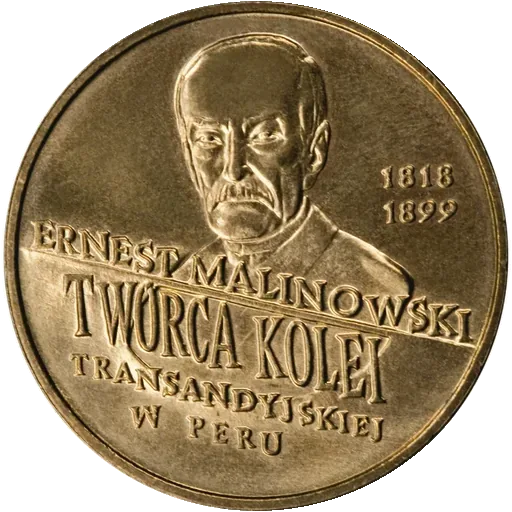 1818
1899
ERNEST MALINOWSKI
TWÓRCA KOLEI
TRANSANDYJSKIEJ
W PERU